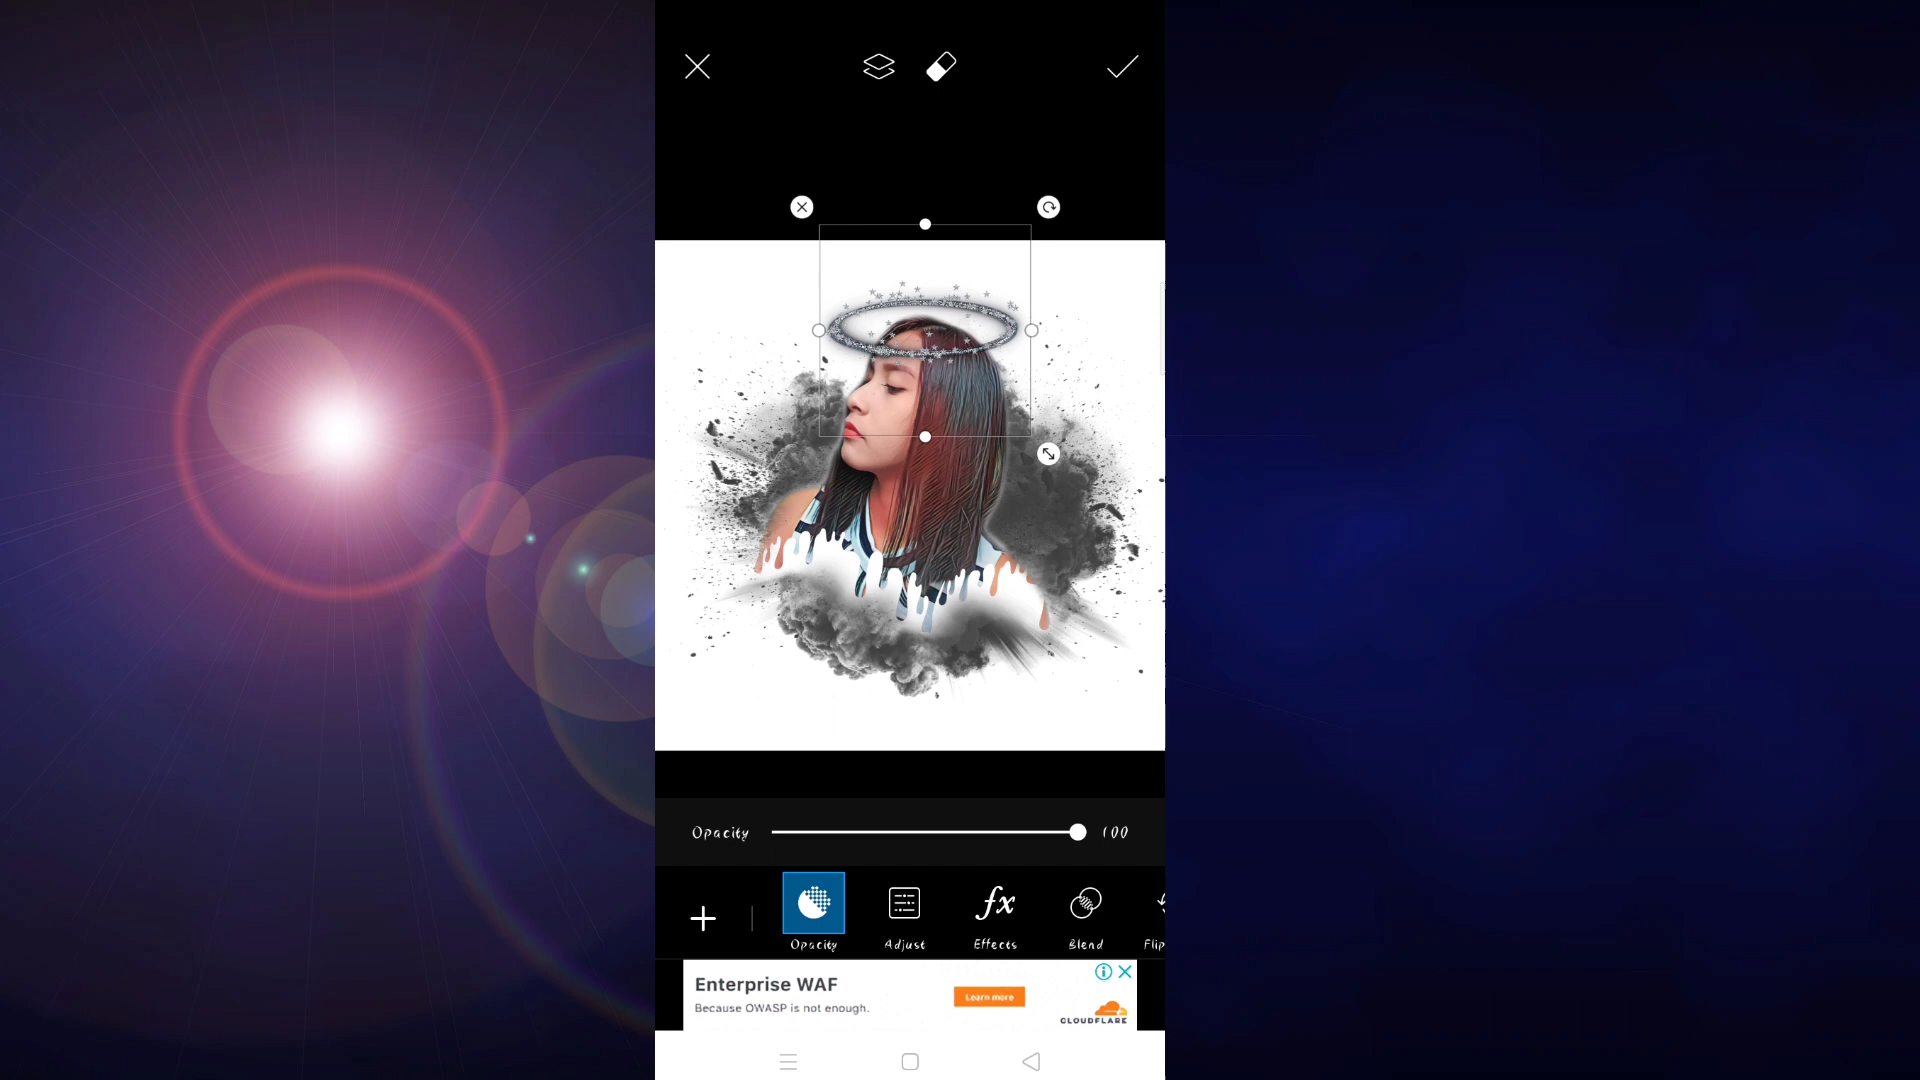 Opacity 100
Opacity Adjust Effects Blend Flip
Enterprise WAF
Because OWASP is not enough.
Learn more
CLOUDFLARE